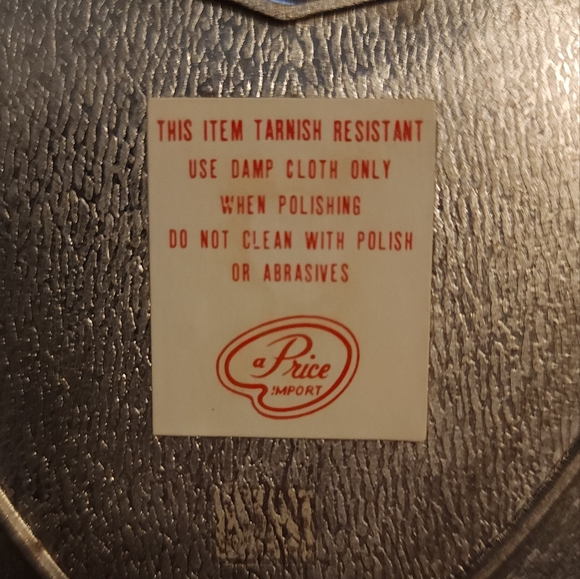 THIS ITEM TARNISH RESISTANT
USE DAMP CLOTH ONLY
WHEN POLISHING
DO NOT CLEAN WITH POLISH
OR ABRASIVES
a Price
IMPORT